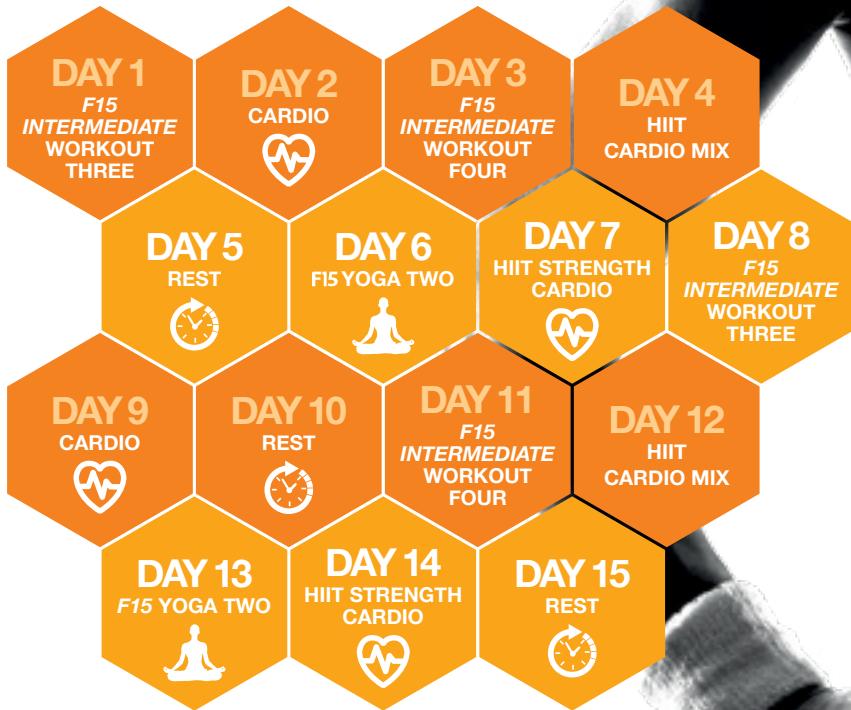 DAY 1
F15
INTERMEDIATE
WORKOUT
THREE
DAY 2
CARDIO
DAY 3
F15
INTERMEDIATE
WORKOUT
FOUR
DAY 4
HIIT
CARDIO MIX
DAY 5
REST
DAY 6
F15 YOGA TWO
DAY 7
HIIT STRENGTH
CARDIO
DAY 8
F15
INTERMEDIATE
WORKOUT
THREE
DAY 9
CARDIO
DAY 10
REST
DAY 11
F15
INTERMEDIATE
WORKOUT
FOUR
DAY 12
HIIT
CARDIO MIX
DAY 13
F15 YOGA TWO
DAY 14
HIIT STRENGTH
CARDIO
DAY 15
REST